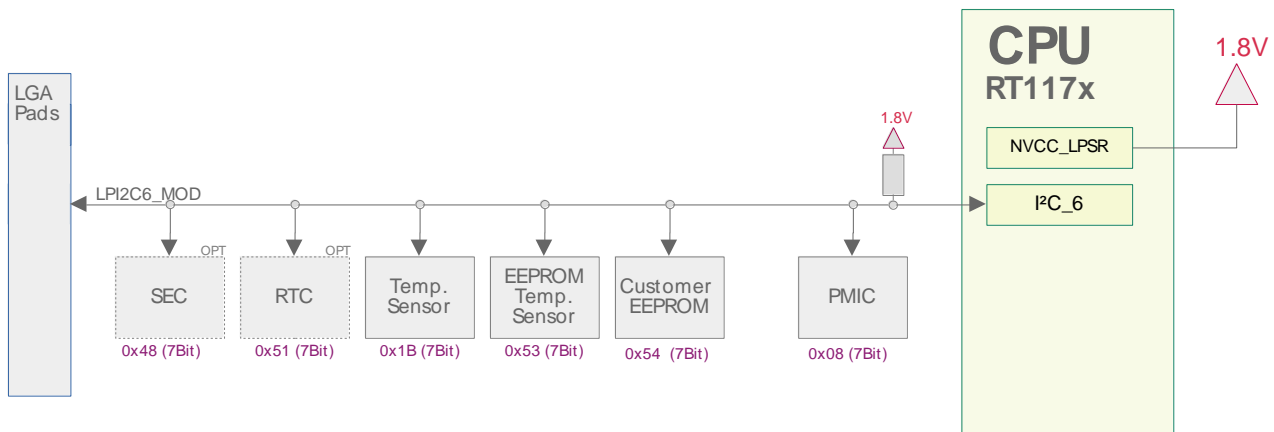 CPU
RT117x
1.8V
LGA
Pads
1.8V
NVCC_LPSR
LPI2C6_MOD
I²C_6
OPT
OPT
SEC
RTC
Temp.
Sensor
EEPROM
Temp.
Sensor
Customer
EEPROM
PMIC
0x48 (7Bit)
0x51 (7Bit)
0x1B (7Bit)
0x53 (7Bit)
0x54 (7Bit)
0x08 (7Bit)